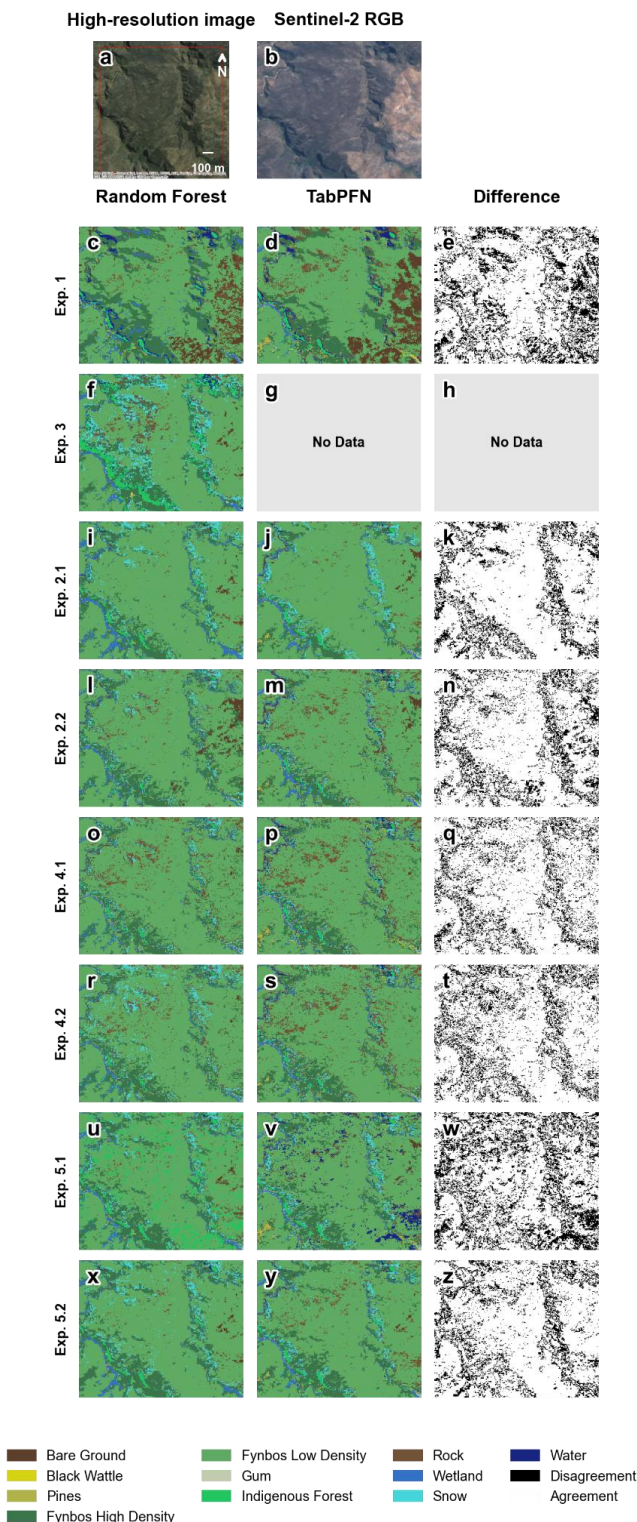 High-resolution image Sentinel-2 RGB
a N b
100 m
Random Forest TabPFN Difference
Exp. 1 c d e
Exp. 3 f g No Data h No Data
Exp. 2.1 i j k
Exp. 2.2 l m n
Exp. 4.1 o p q
Exp. 4.2 r s t
Exp. 5.1 u v w
Exp. 5.2 x y z
Bare Ground Fynbos Low Density Rock Water
Black Wattle Gum Wetland Disagreement
Pines Indigenous Forest Snow Agreement
Fynbos High Density